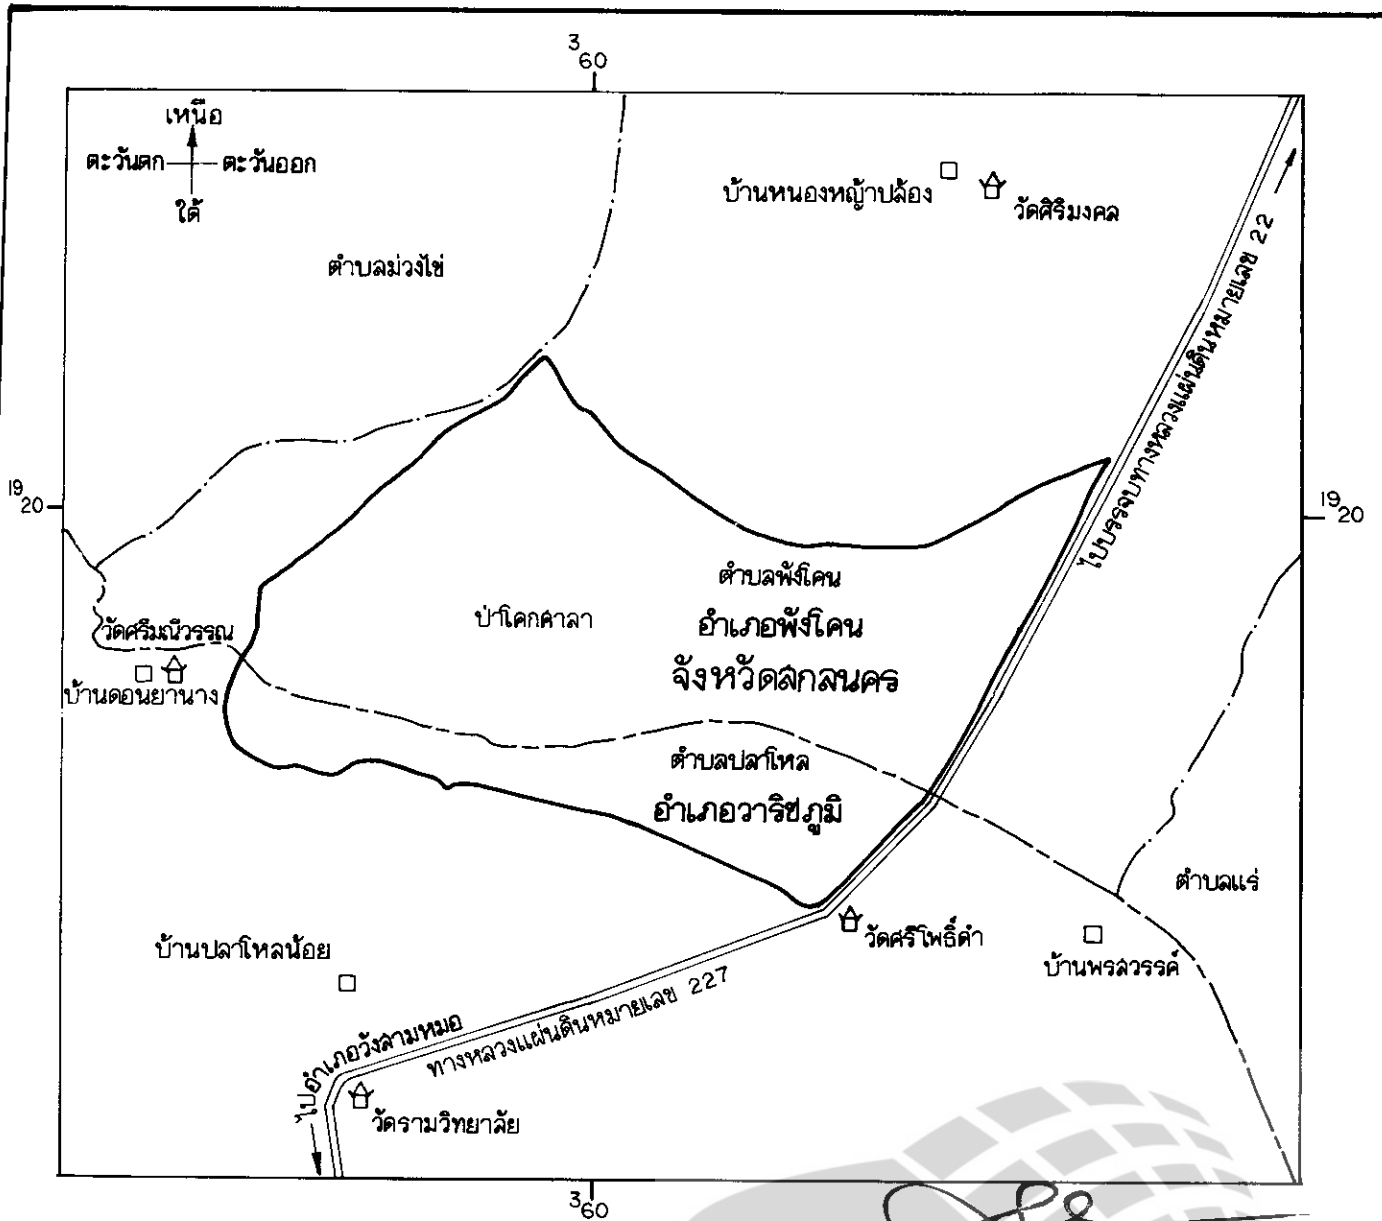 ³60
เหนือ
ตะวันตก ตะวันออก
ใต้
บ้านหนองหญ้าปล้อง
วัดศิริมงคล
ตำบลม่วงไข่
ไปบรรจบทางหลวงแผ่นดินหมายเลข 22
¹⁹20
¹⁹20
ตำบลพังโคน
ป่าโคกศาลา
อำเภอพังโคน
จังหวัดสกลนคร
วัดศรีมณีวรรณ
บ้านดอนยานาง
ตำบลปลาโหล
อำเภอวาริชภูมิ
ตำบลแร่
วัดศรีโพธิ์ดำ
บ้านปลาโหลน้อย
บ้านพรสวรรค์
ทางหลวงแผ่นดินหมายเลข 227
ไปอำเภอวังสามหมอ
วัดรามวิทยาลัย
³60